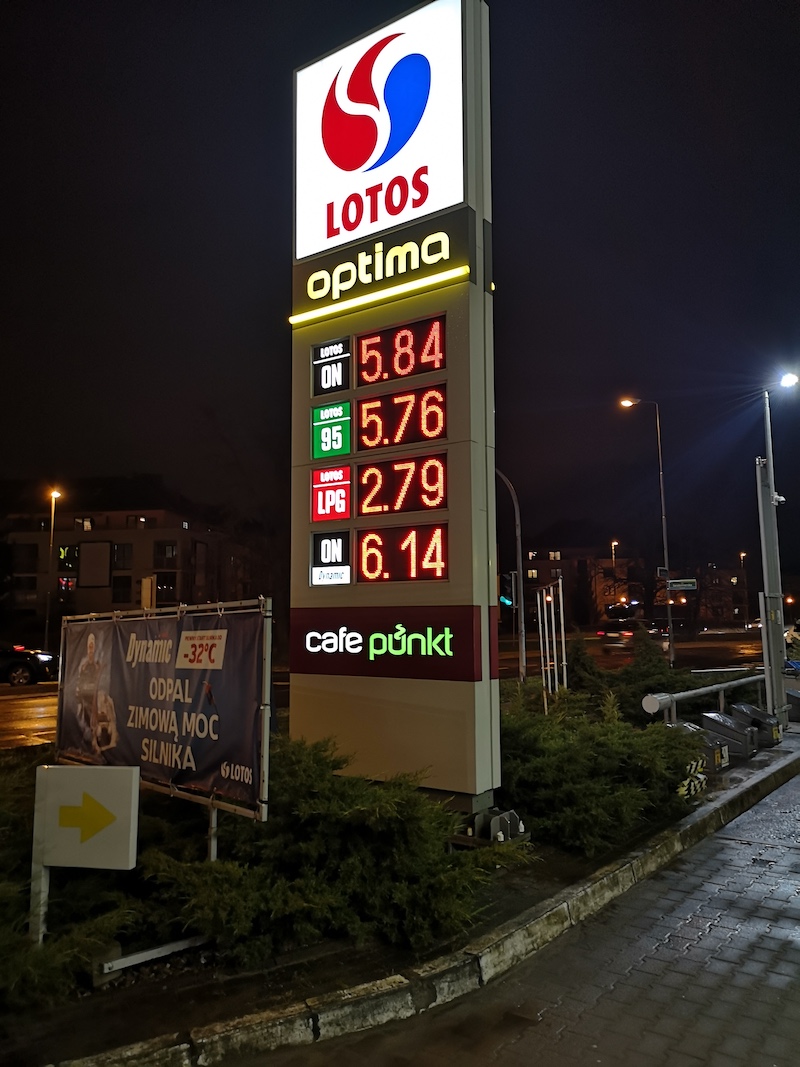 LOTOS
optima
LOTOS
ON
5.84
LOTOS
95
5.76
LOTOS
LPG
2.79
ON
Dynamic
6.14
cafe punkt
Dynamic
-32°C
ODPAL
ZIMOWĄ MOC
SILNIKA
LOTOS